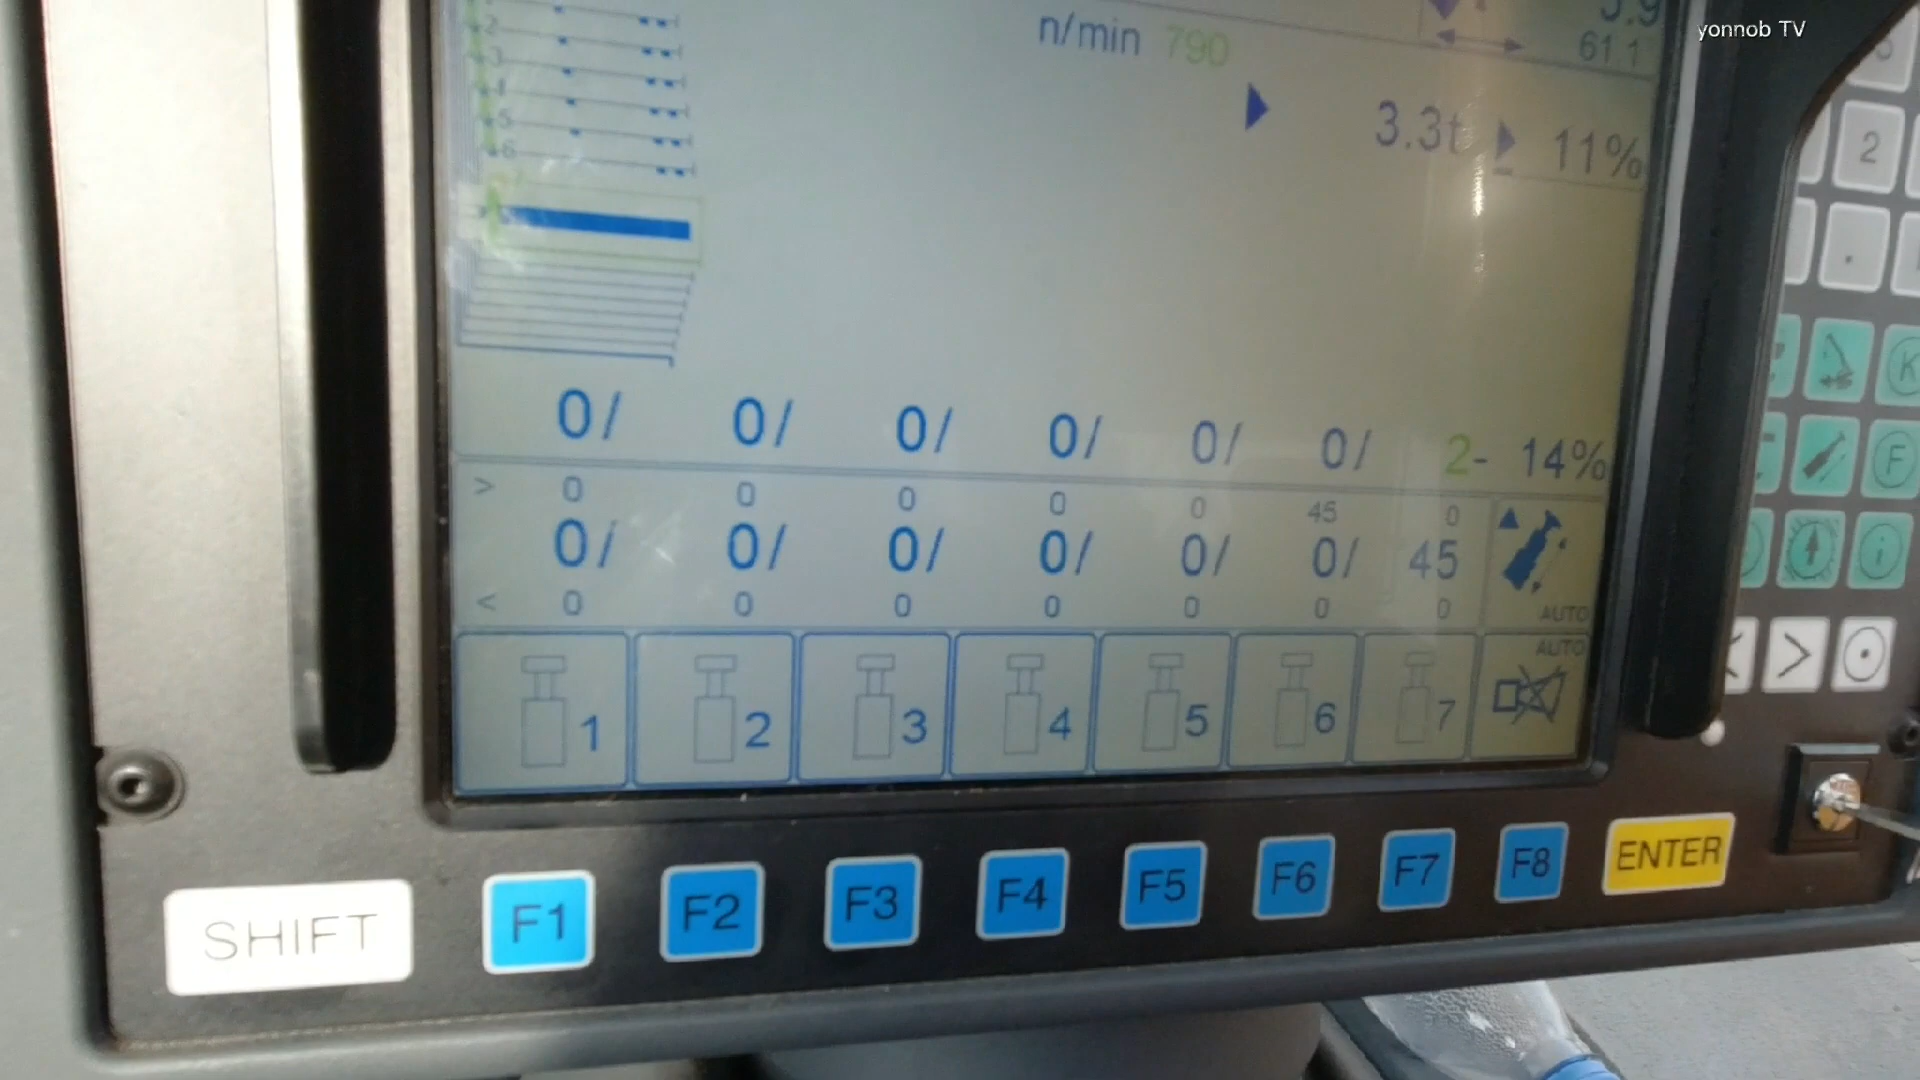 yonnob TV
n/min 790
61.1
3.3t 11%
2
0/ 0/ 0/ 0/ 0/ 0/ 2- 14%
> 0 0 0 0 0 45 0
0/ 0/ 0/ 0/ 0/ 0/ 45
< 0 0 0 0 0 0 0
AUTO
AUTO
1 2 3 4 5 6 7
K
F
i
< > 
SHIFT F1 F2 F3 F4 F5 F6 F7 F8 ENTER